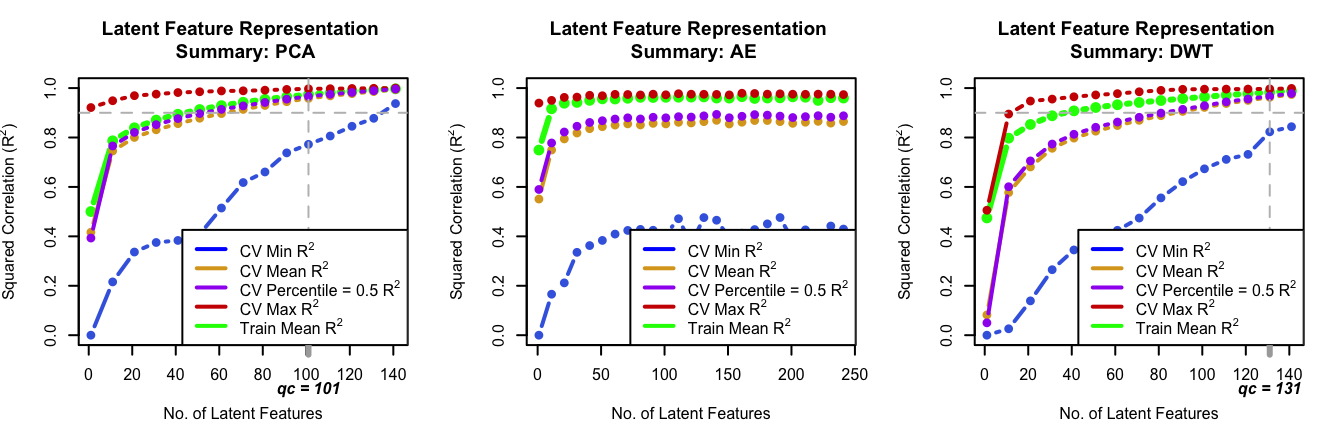 Latent Feature Representation
Summary: PCA
Squared Correlation (R²)
1.0
0.8
0.6
0.4
0.2
0.0
CV Min R²
CV Mean R²
CV Percentile = 0.5 R²
CV Max R²
Train Mean R²
0 20 40 60 80 100 120 140
qc = 101
No. of Latent Features
Latent Feature Representation
Summary: AE
Squared Correlation (R²)
1.0
0.8
0.6
0.4
0.2
0.0
CV Min R²
CV Mean R²
CV Percentile = 0.5 R²
CV Max R²
Train Mean R²
0 50 100 150 200 250
No. of Latent Features
Latent Feature Representation
Summary: DWT
Squared Correlation (R²)
1.0
0.8
0.6
0.4
0.2
0.0
CV Min R²
CV Mean R²
CV Percentile = 0.5 R²
CV Max R²
Train Mean R²
0 20 40 60 80 100 120 140
qc = 131
No. of Latent Features